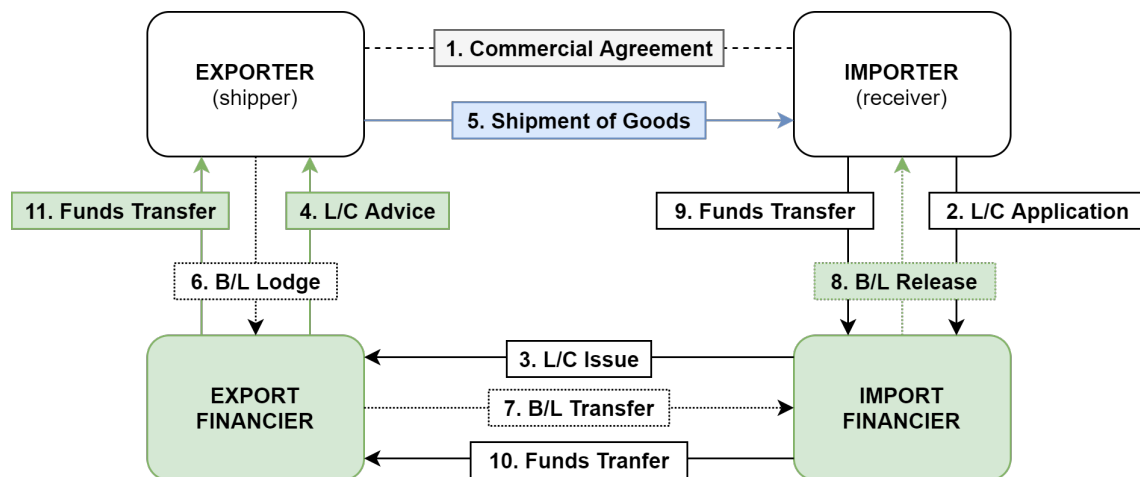 1. Commercial Agreement
EXPORTER
(shipper)
IMPORTER
(receiver)
5. Shipment of Goods
11. Funds Transfer
4. L/C Advice
9. Funds Transfer
2. L/C Application
6. B/L Lodge
8. B/L Release
3. L/C Issue
EXPORT
FINANCIER
IMPORT
FINANCIER
7. B/L Transfer
10. Funds Tranfer